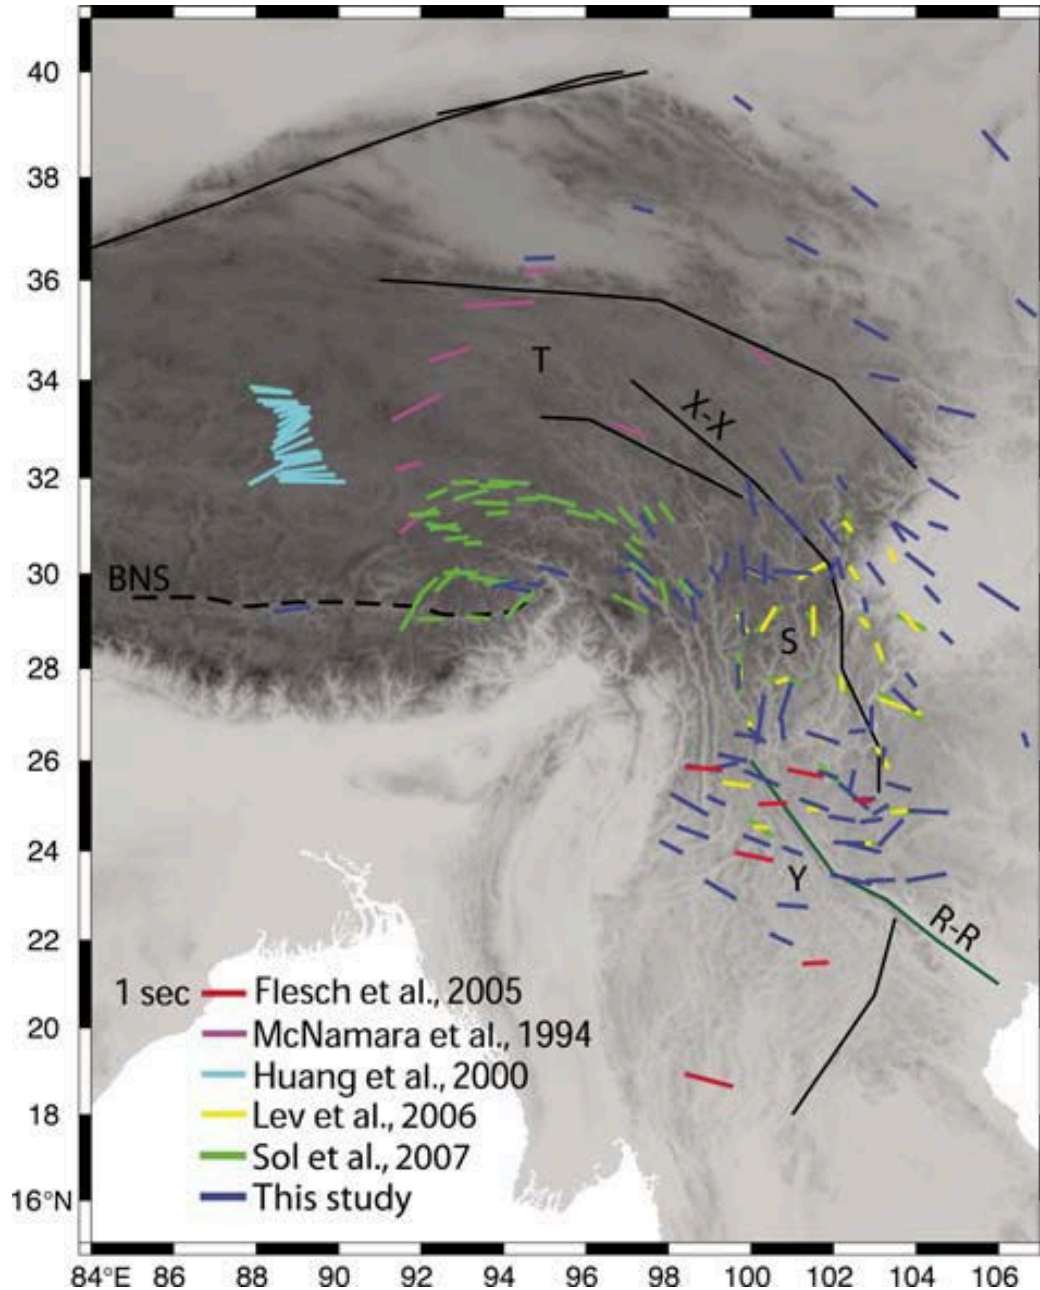 40
38
36
34
32
30
28
26
24
22
20
18
16°N
T
X-X
BNS
S
Y
R-R
1 sec
Flesch et al., 2005
McNamara et al., 1994
Huang et al., 2000
Lev et al., 2006
Sol et al., 2007
This study
84°E 86 88 90 92 94 96 98 100 102 104 106